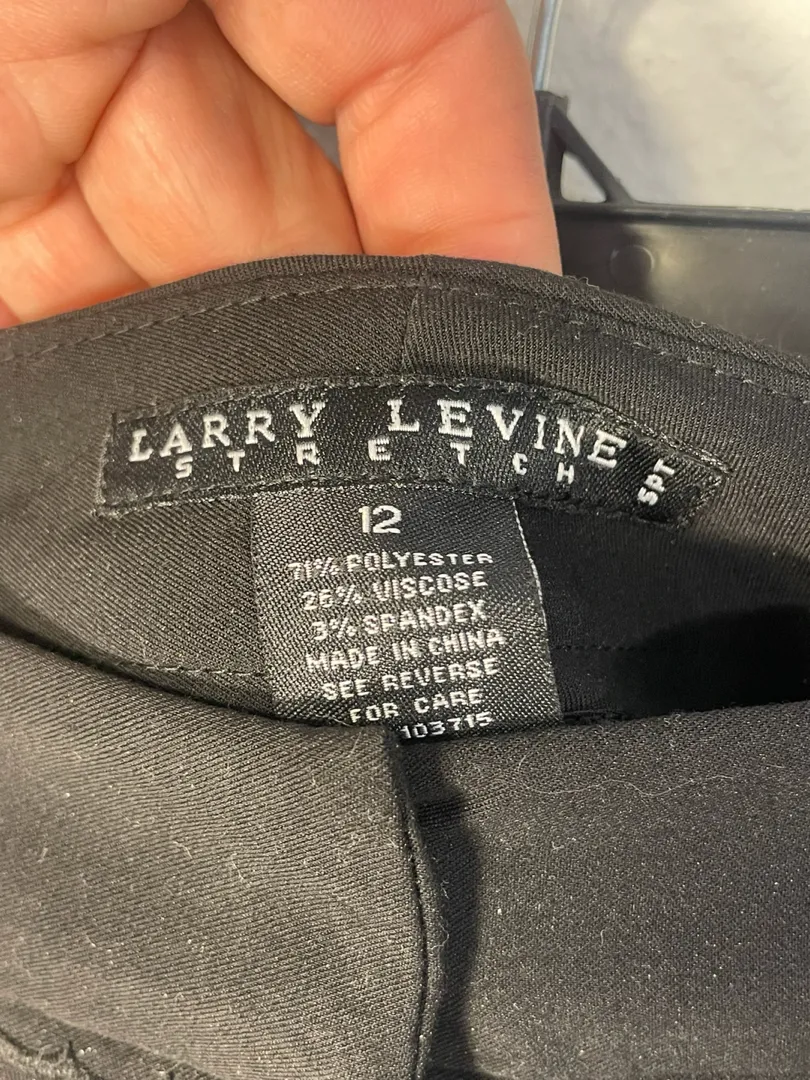 LARRY LEVINE
STRETCH
SPT
12
71% POLYESTER
26% VISCOSE
3% SPANDEX
MADE IN CHINA
SEE REVERSE
FOR CARE
103715